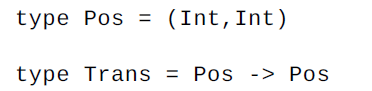 type Pos = (Int,Int)
type Trans = Pos -> Pos